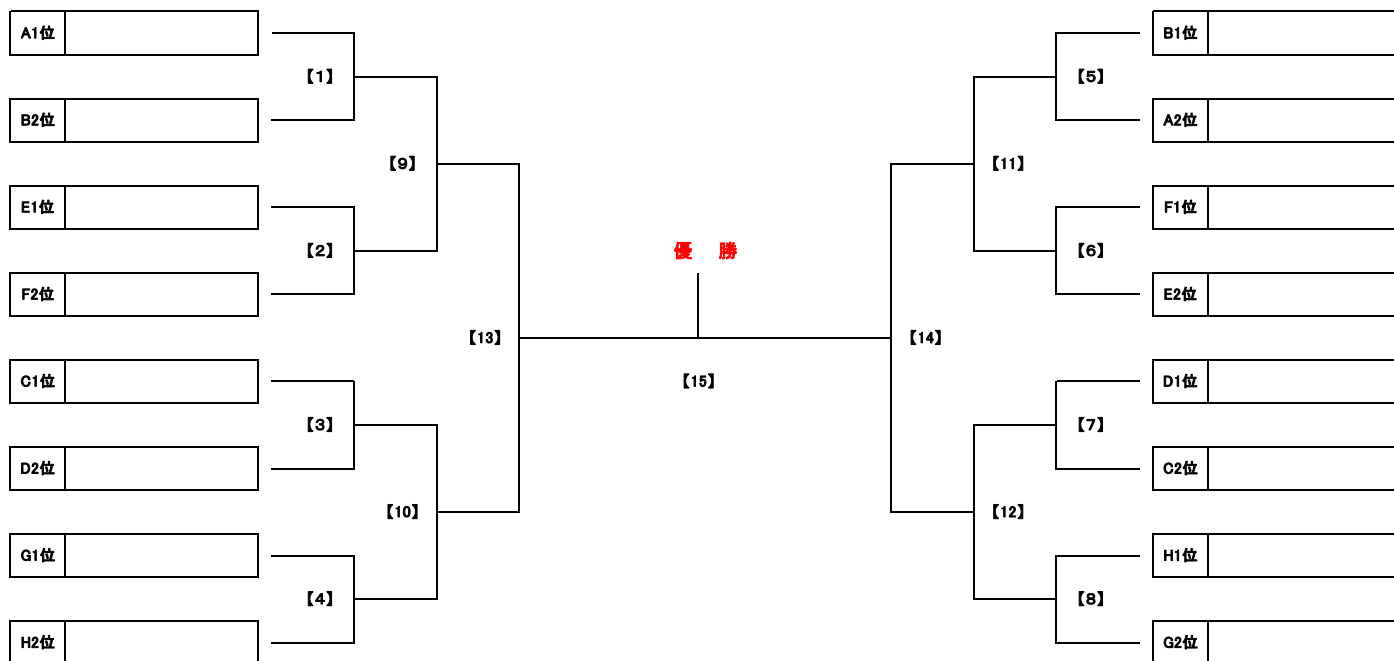 A1位
B1位
【1】
【5】
B2位
A2位
【9】
【11】
E1位
F1位
【2】
優 勝
【6】
F2位
E2位
【13】
【14】
C1位
【15】
D1位
【3】
【7】
D2位
C2位
【10】
【12】
G1位
H1位
【4】
【8】
H2位
G2位